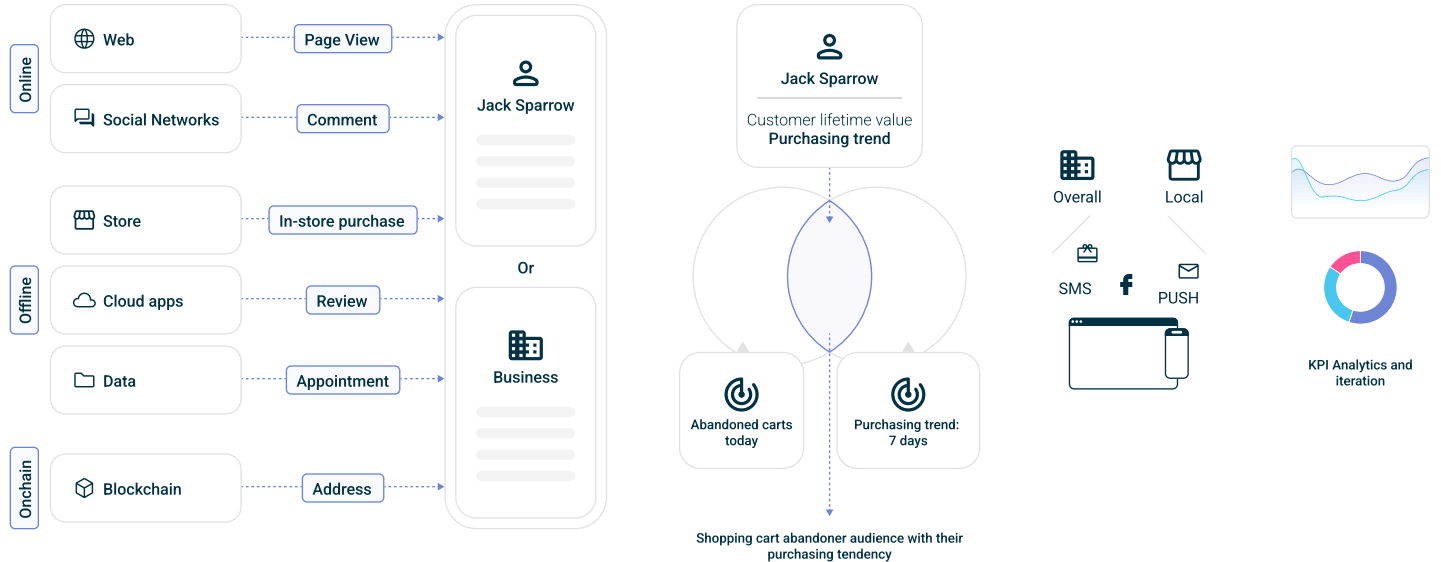 Online
Web
Page View
Social Networks
Comment
Offline
Store
In-store purchase
Cloud apps
Review
Data
Appointment
Onchain
Blockchain
Address
Jack Sparrow
Or
Business
Jack Sparrow
Customer lifetime value
Purchasing trend
Abandoned carts
today
Purchasing trend:
7 days
Shopping cart abandoner audience with their
purchasing tendency
Overall
Local
SMS
PUSH
KPI Analytics and
iteration